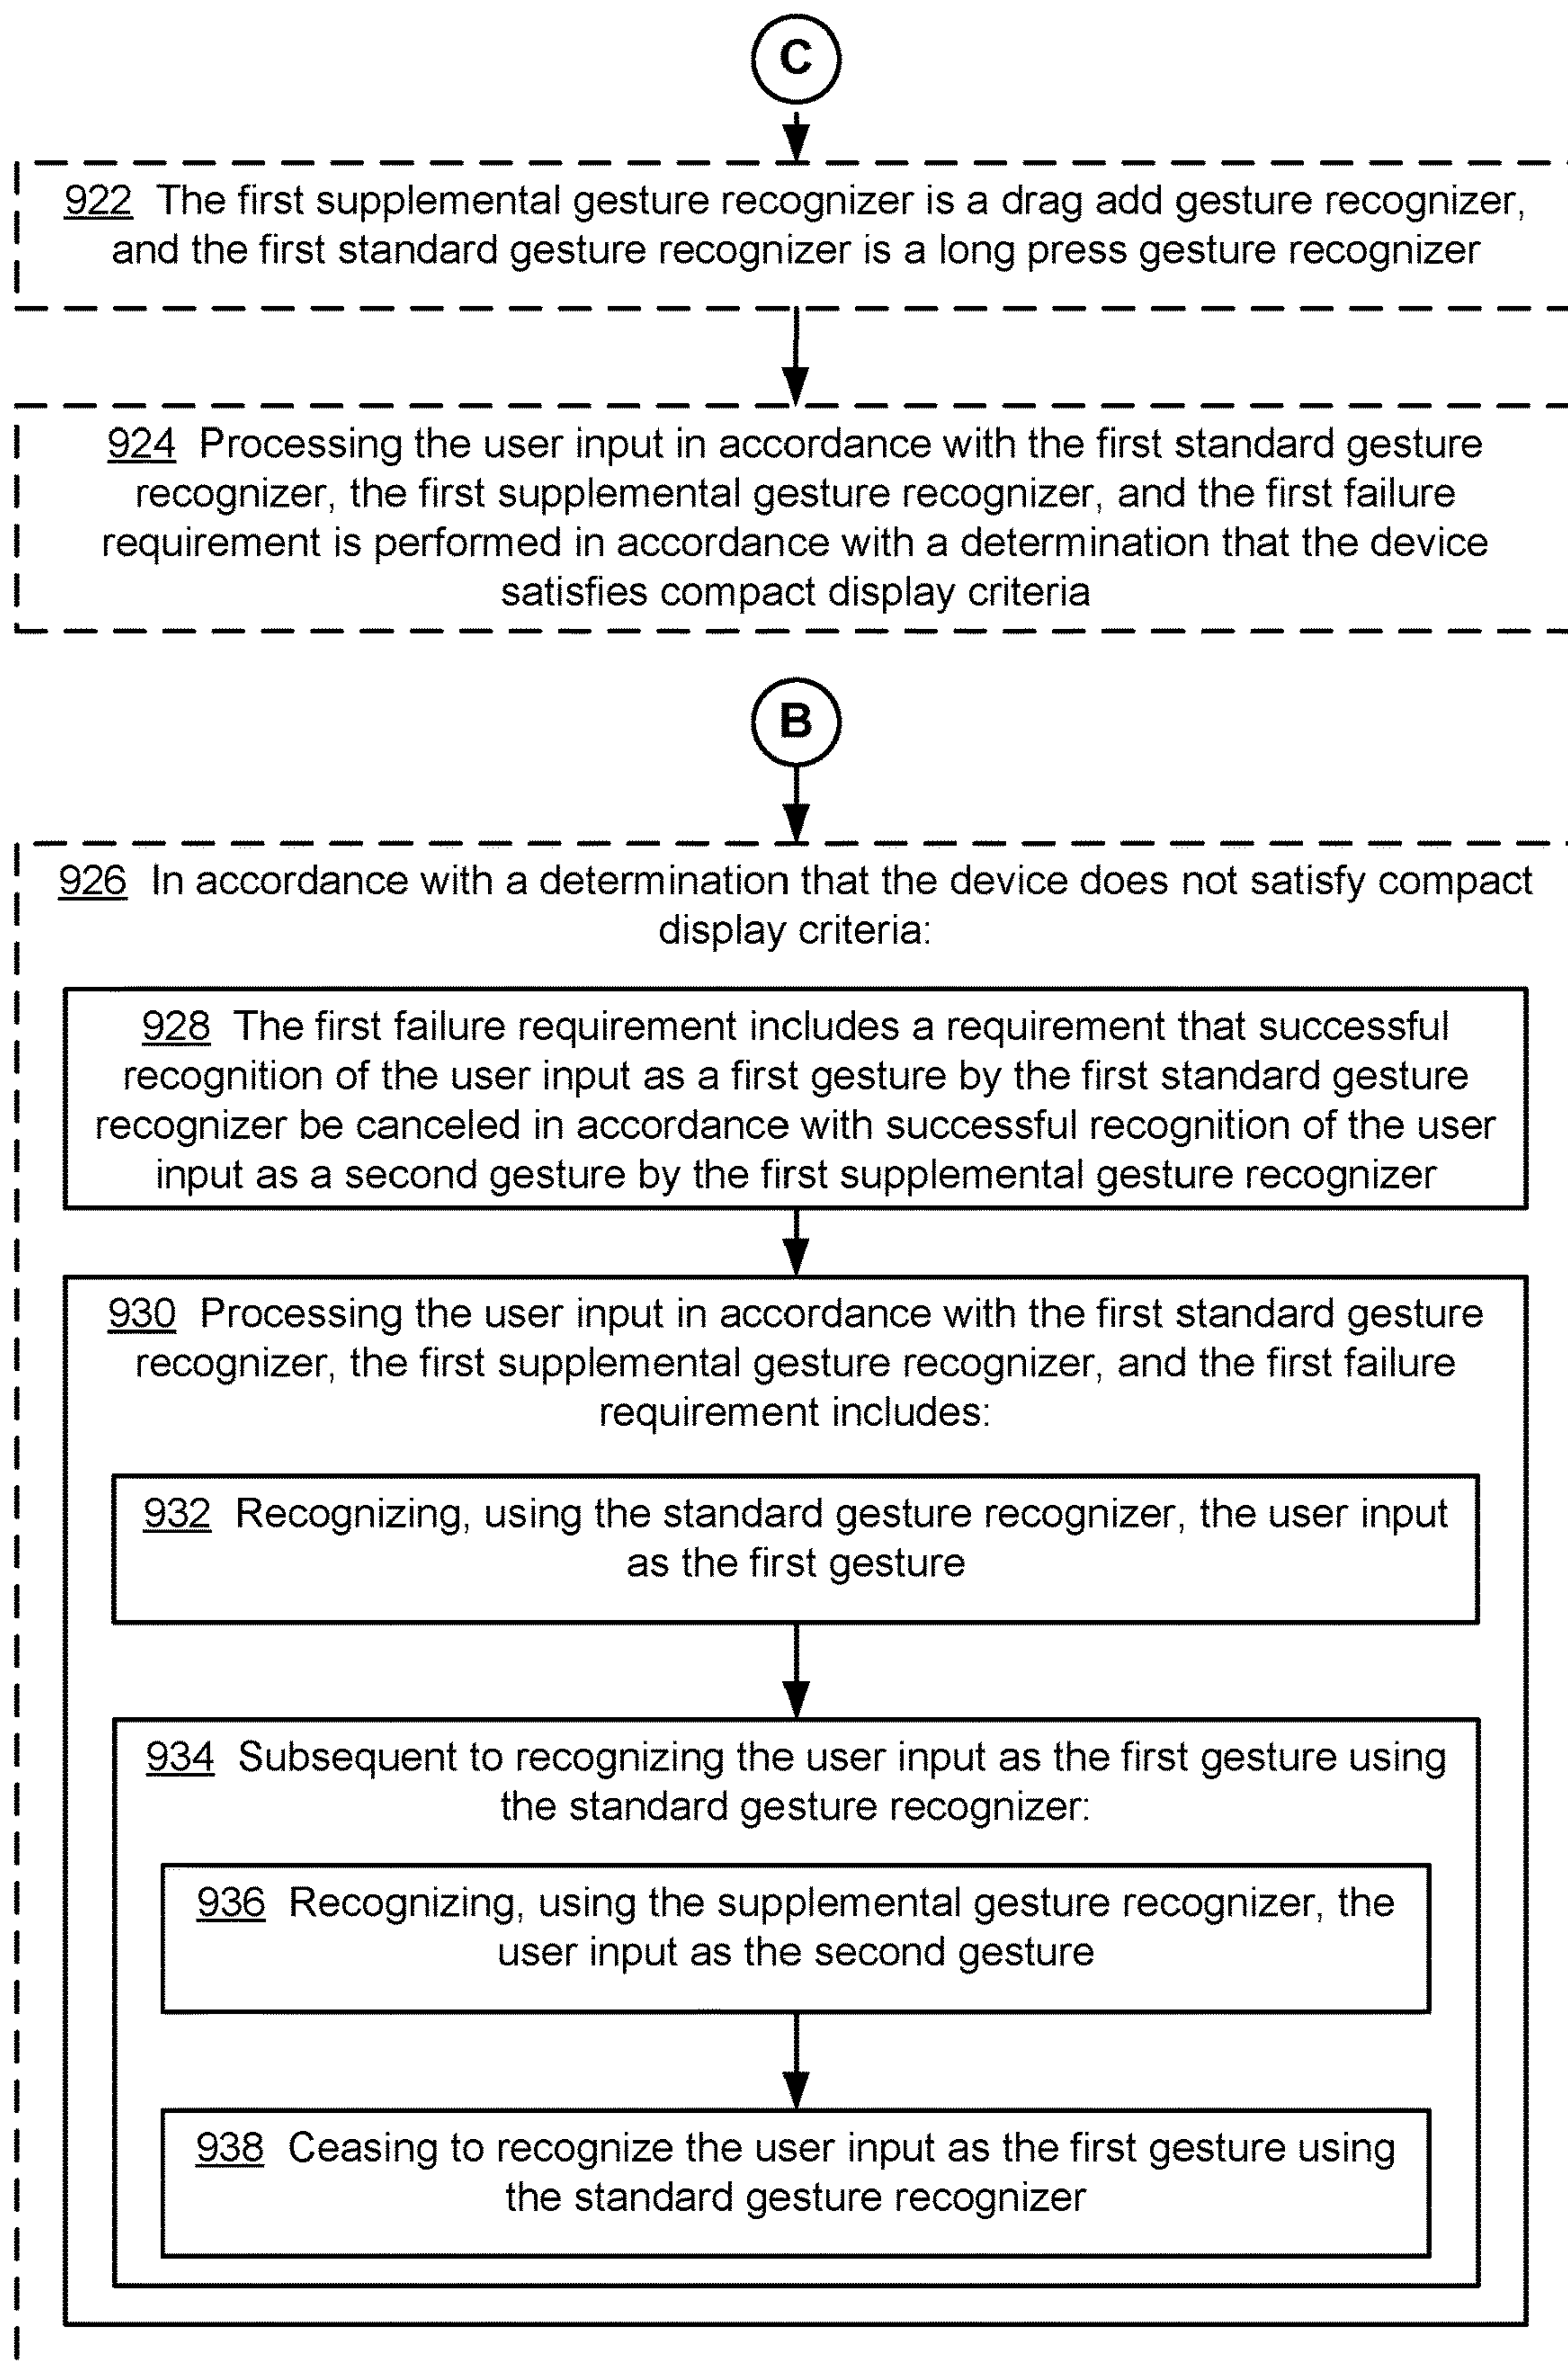 C
922 The first supplemental gesture recognizer is a drag add gesture recognizer,
and the first standard gesture recognizer is a long press gesture recognizer
924 Processing the user input in accordance with the first standard gesture
recognizer, the first supplemental gesture recognizer, and the first failure
requirement is performed in accordance with a determination that the device
satisfies compact display criteria
B
926 In accordance with a determination that the device does not satisfy compact
display criteria:
928 The first failure requirement includes a requirement that successful
recognition of the user input as a first gesture by the first standard gesture
recognizer be canceled in accordance with successful recognition of the user
input as a second gesture by the first supplemental gesture recognizer
930 Processing the user input in accordance with the first standard gesture
recognizer, the first supplemental gesture recognizer, and the first failure
requirement includes:
932 Recognizing, using the standard gesture recognizer, the user input
as the first gesture
934 Subsequent to recognizing the user input as the first gesture using
the standard gesture recognizer:
936 Recognizing, using the supplemental gesture recognizer, the
user input as the second gesture
938 Ceasing to recognize the user input as the first gesture using
the standard gesture recognizer